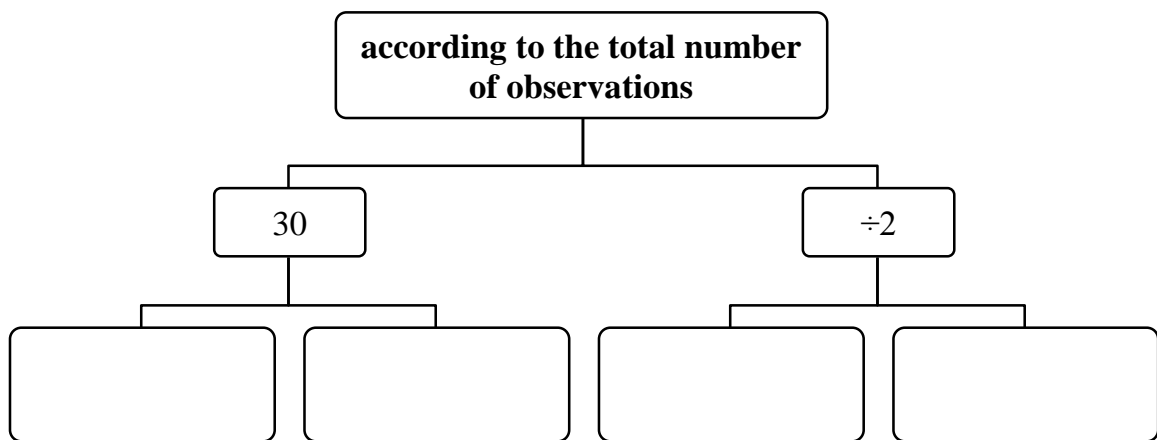 according to the total number
of observations
30
÷2